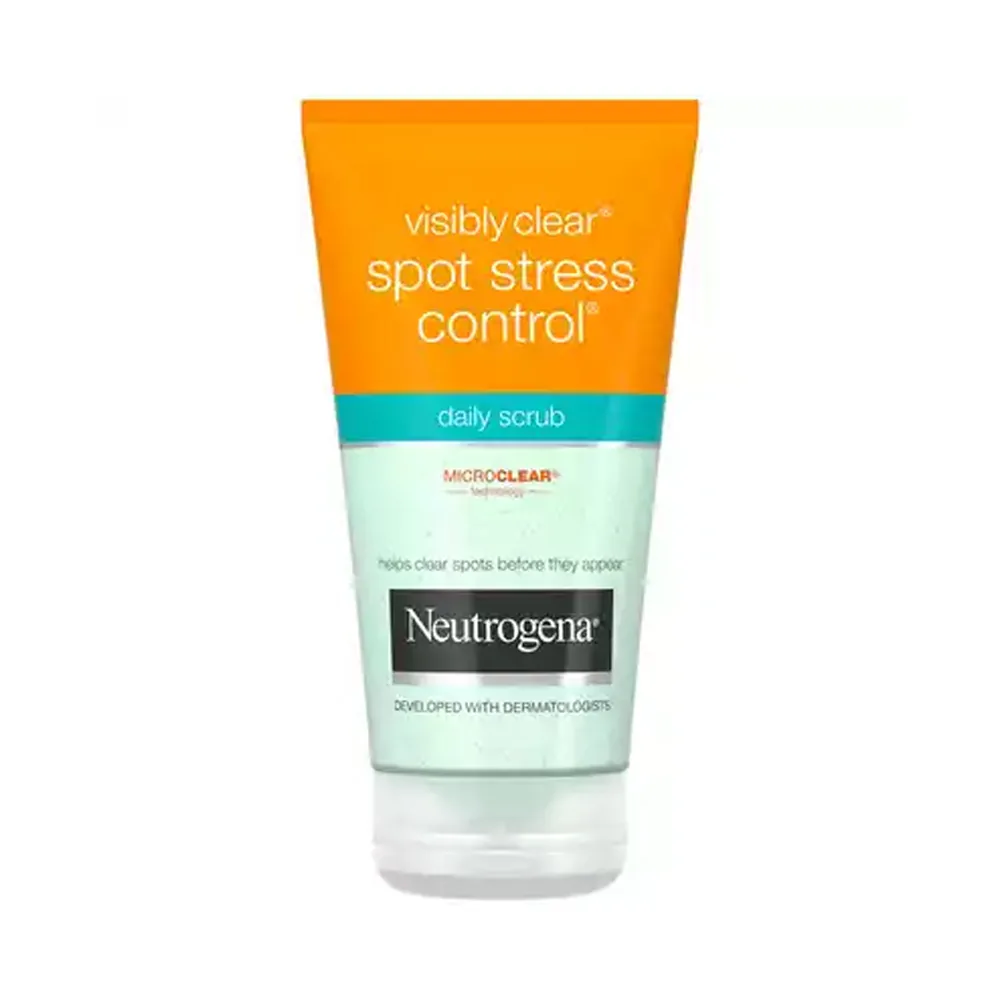 visibly clear®
spot stress
control®
daily scrub
MICROCLEAR®
technology
helps clear spots before they appear
Neutrogena®
DEVELOPED WITH DERMATOLOGISTS